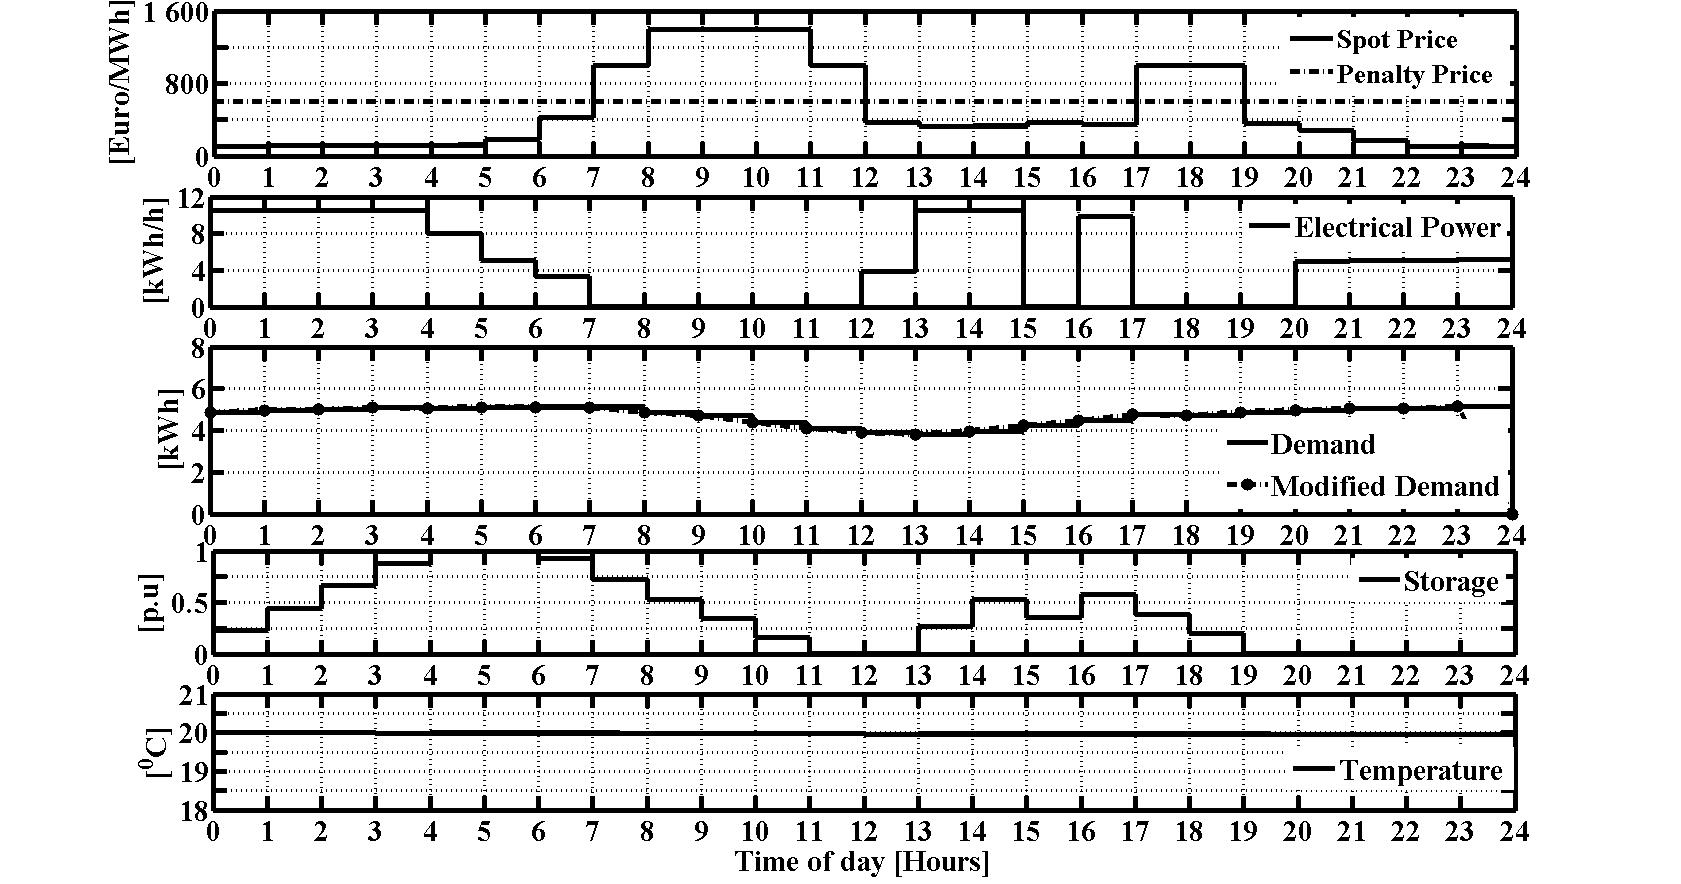 [Euro/MWh]
1 600
800
0
Spot Price
Penalty Price
0 1 2 3 4 5 6 7 8 9 10 11 12 13 14 15 16 17 18 19 20 21 22 23 24
[kWh/h]
12
8
4
0
Electrical Power
0 1 2 3 4 5 6 7 8 9 10 11 12 13 14 15 16 17 18 19 20 21 22 23 24
[kWh]
8
6
4
2
0
Demand
Modified Demand
0 1 2 3 4 5 6 7 8 9 10 11 12 13 14 15 16 17 18 19 20 21 22 23 24
[p.u]
1
0.5
0
Storage
0 1 2 3 4 5 6 7 8 9 10 11 12 13 14 15 16 17 18 19 20 21 22 23 24
[⁰C]
21
20
19
18
Temperature
0 1 2 3 4 5 6 7 8 9 10 11 12 13 14 15 16 17 18 19 20 21 22 23 24
Time of day [Hours]